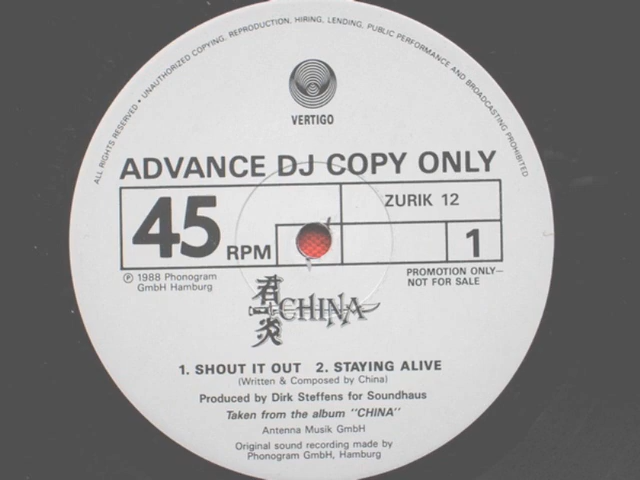 ALL RIGHTS RESERVED • UNAUTHORIZED COPYING, REPRODUCTION, HIRING, LENDING, PUBLIC PERFORMANCE AND BROADCASTING PROHIBITED
VERTIGO
ADVANCE DJ COPY ONLY
45 RPM
ZURIK 12
1
Ⓟ 1988 Phonogram
GmbH Hamburg
PROMOTION ONLY—
NOT FOR SALE
CHINA
1. SHOUT IT OUT 2. STAYING ALIVE
(Written & Composed by China)
Produced by Dirk Steffens for Soundhaus
Taken from the album "CHINA"
Antenna Musik GmbH
Original sound recording made by
Phonogram GmbH, Hamburg